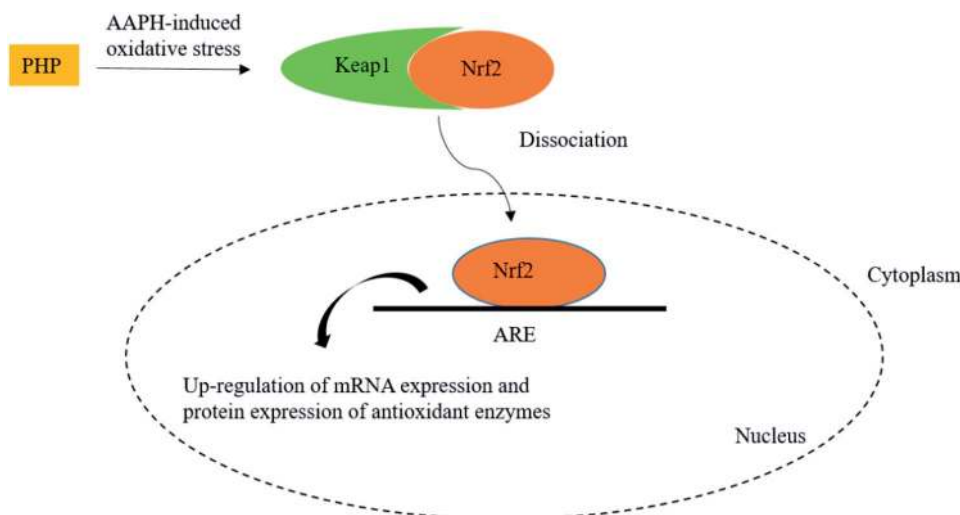 AAPH-induced
oxidative stress
PHP
Keap1
Nrf2
Dissociation
Nrf2
Cytoplasm
ARE
Up-regulation of mRNA expression and
protein expression of antioxidant enzymes
Nucleus